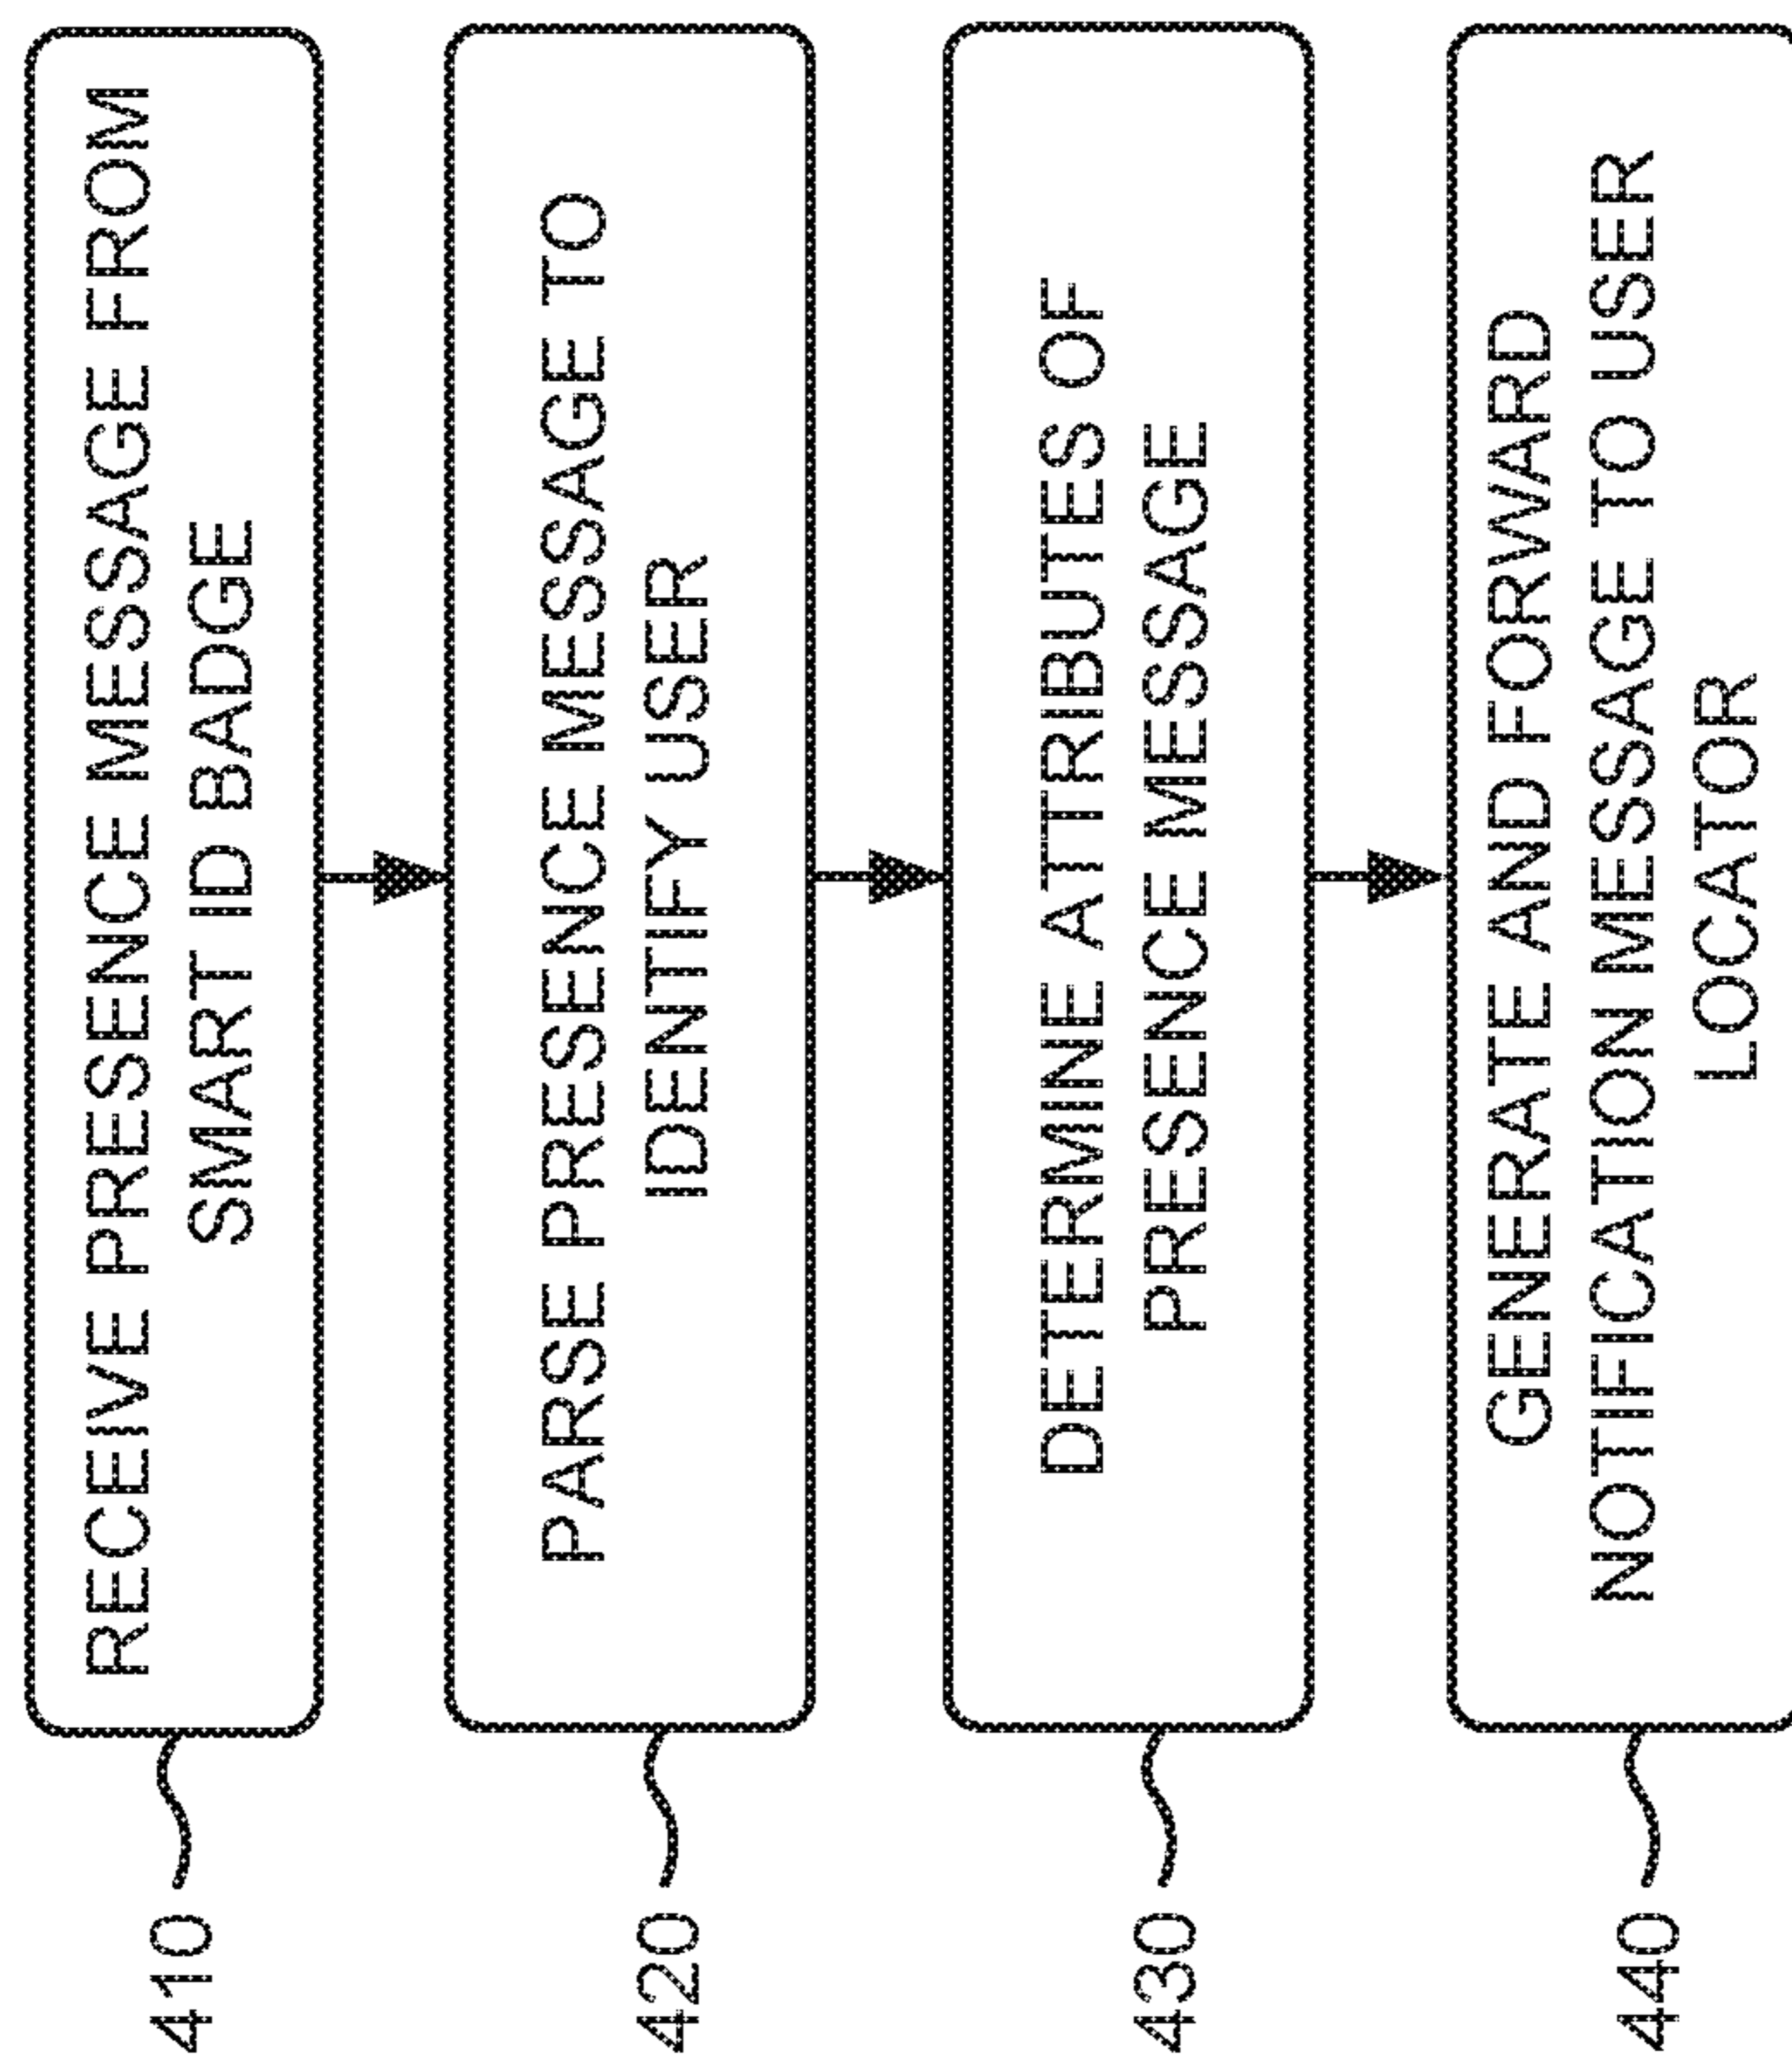 410
RECEIVE PRESENCE MESSAGE FROM
SMART ID BADGE
420
PARSE PRESENCE MESSAGE TO
IDENTIFY USER
430
DETERMINE ATTRIBUTES OF
PRESENCE MESSAGE
440
GENERATE AND FORWARD
NOTIFICATION MESSAGE TO USER
LOCATOR